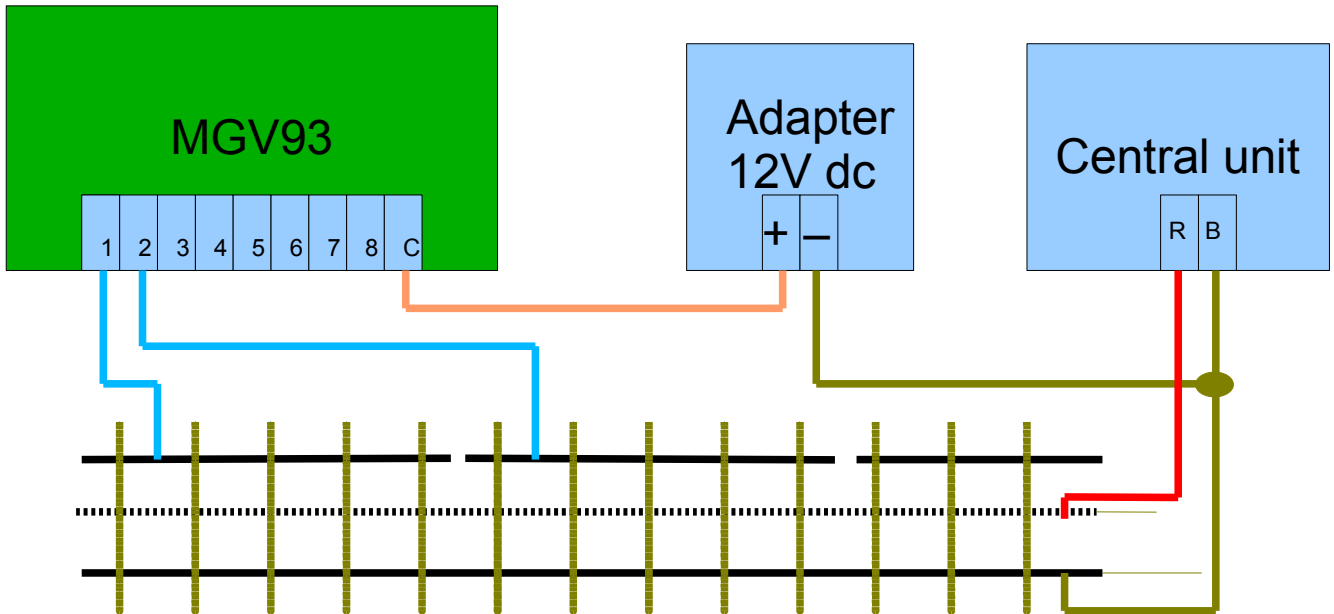 MGV93
1 2 3 4 5 6 7 8 C
Adapter
12V dc
+ –
Central unit
R B